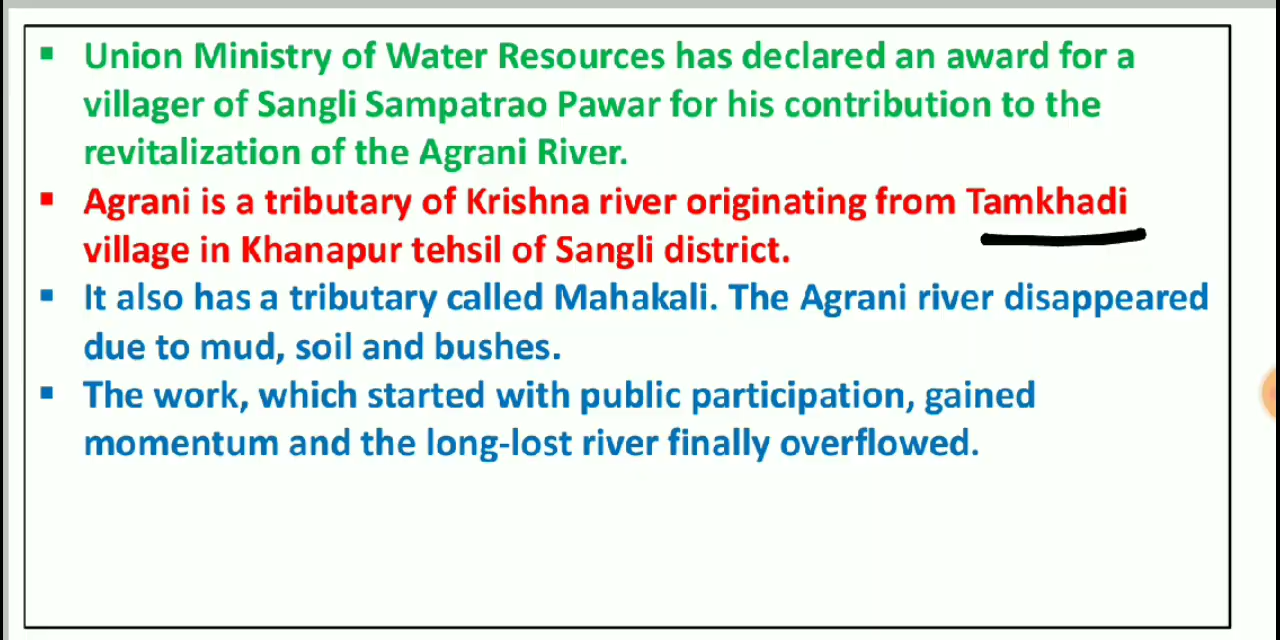 ▪ Union Ministry of Water Resources has declared an award for a
villager of Sangli Sampatrao Pawar for his contribution to the
revitalization of the Agrani River.
▪ Agrani is a tributary of Krishna river originating from Tamkhadi
village in Khanapur tehsil of Sangli district.
▪ It also has a tributary called Mahakali. The Agrani river disappeared
due to mud, soil and bushes.
▪ The work, which started with public participation, gained
momentum and the long-lost river finally overflowed.